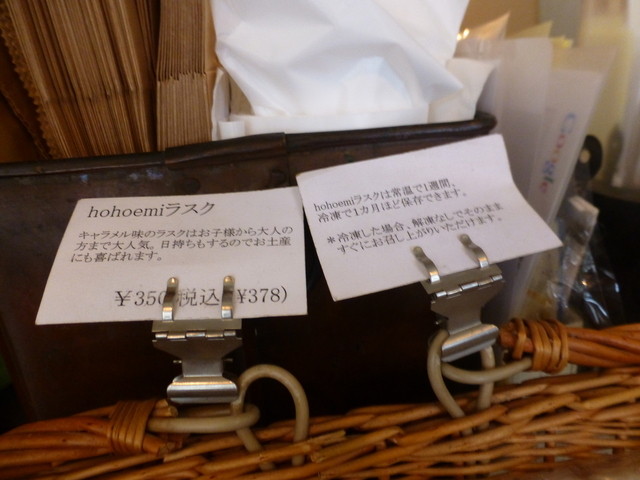 hohoemiラスク
キャラメル味のラスクはお子様から大人の
方まで大人気。日持ちもするのでお土産
にも喜ばれます。
￥350(税込 ¥378)
hohoemiラスクは常温で1週間、
冷凍で1カ月ほど保存できます。
＊冷凍した場合、解凍なしでそのまま
すぐにお召し上がりいただけます。
Google